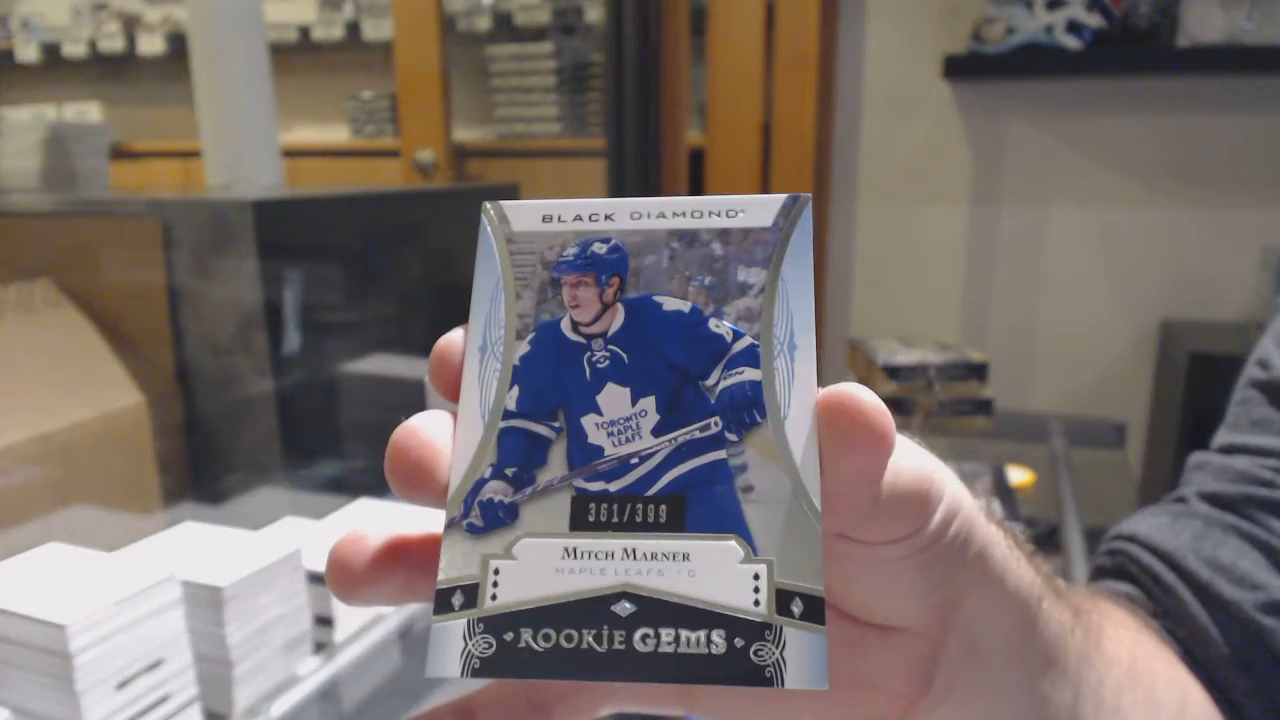 BLACK DIAMOND
TORONTO
MAPLE
LEAFS
361/399
MITCH MARNER
MAPLE LEAFS | C
ROOKIE GEMS